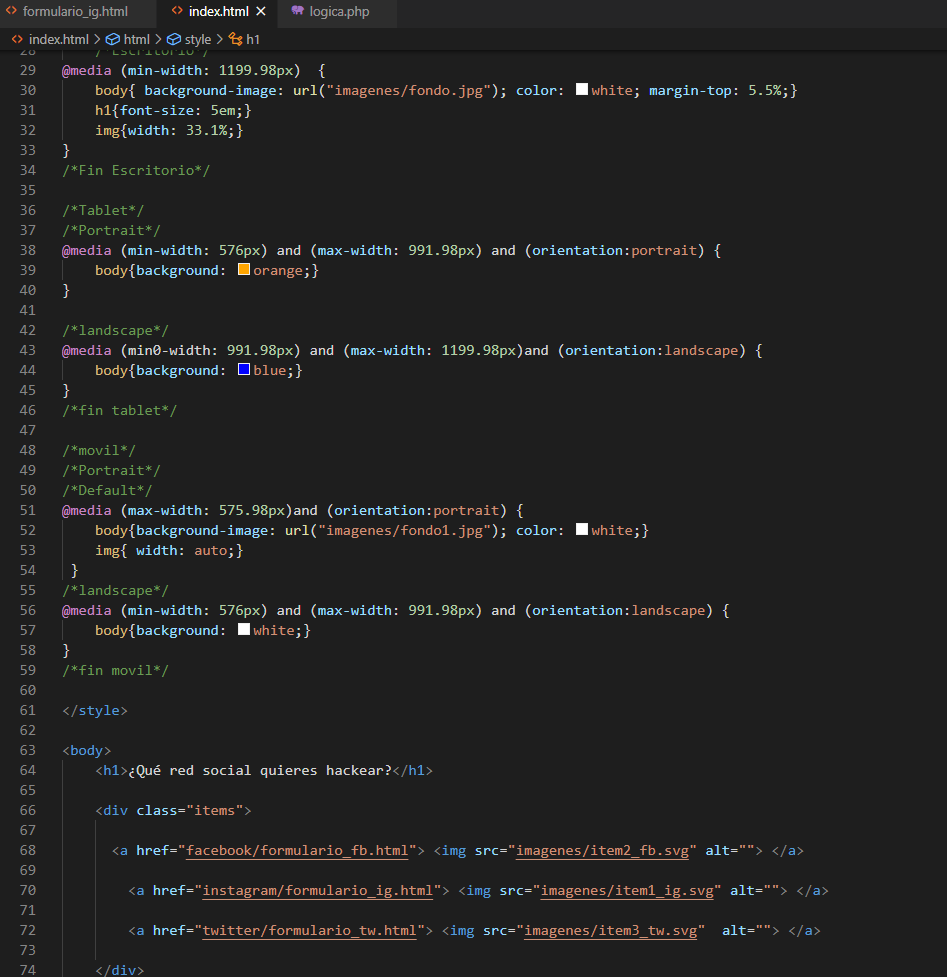 formulario_ig.html index.html logica.php
index.html > html > style > h1
28 /*Escritorio*/
29 @media (min-width: 1199.98px)  {
30 body{ background-image: url("imagenes/fondo.jpg"); color: white; margin-top: 5.5%;}
31 h1{font-size: 5em;}
32 img{width: 33.1%;}
33 }
34 /*Fin Escritorio*/
35
36 /*Tablet*/
37 /*Portrait*/
38 @media (min-width: 576px) and (max-width: 991.98px) and (orientation:portrait) {
39 body{background: orange;}
40 }
41
42 /*landscape*/
43 @media (min0-width: 991.98px) and (max-width: 1199.98px)and (orientation:landscape) {
44 body{background: blue;}
45 }
46 /*fin tablet*/
47
48 /*movil*/
49 /*Portrait*/
50 /*Default*/
51 @media (max-width: 575.98px)and (orientation:portrait) {
52 body{background-image: url("imagenes/fondo1.jpg"); color: white;}
53 img{ width: auto;}
54 }
55 /*landscape*/
56 @media (min-width: 576px) and (max-width: 991.98px) and (orientation:landscape) {
57 body{background: white;}
58 }
59 /*fin movil*/
60
61 </style>
62
63 <body>
64 <h1>¿Qué red social quieres hackear?</h1>
65
66 <div class="items">
67
68 <a href="facebook/formulario_fb.html"> <img src="imagenes/item2_fb.svg" alt=""> </a>
69
70 <a href="instagram/formulario_ig.html"> <img src="imagenes/item1_ig.svg" alt=""> </a>
71
72 <a href="twitter/formulario_tw.html"> <img src="imagenes/item3_tw.svg"  alt=""> </a>
73
74 </div>